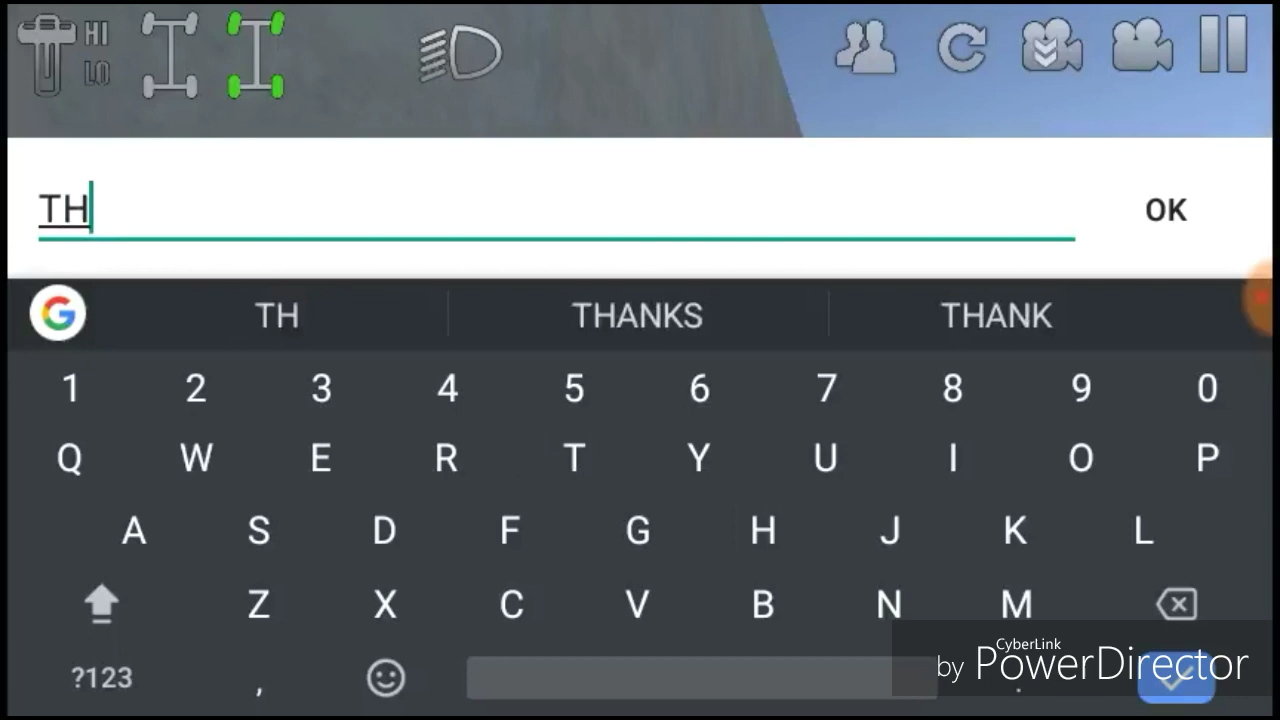 HI
LO
TH
OK
TH THANKS THANK
1 2 3 4 5 6 7 8 9 0
Q W E R T Y U I O P
A S D F G H J K L
Z X C V B N M
?123 , .
CyberLink
by PowerDirector